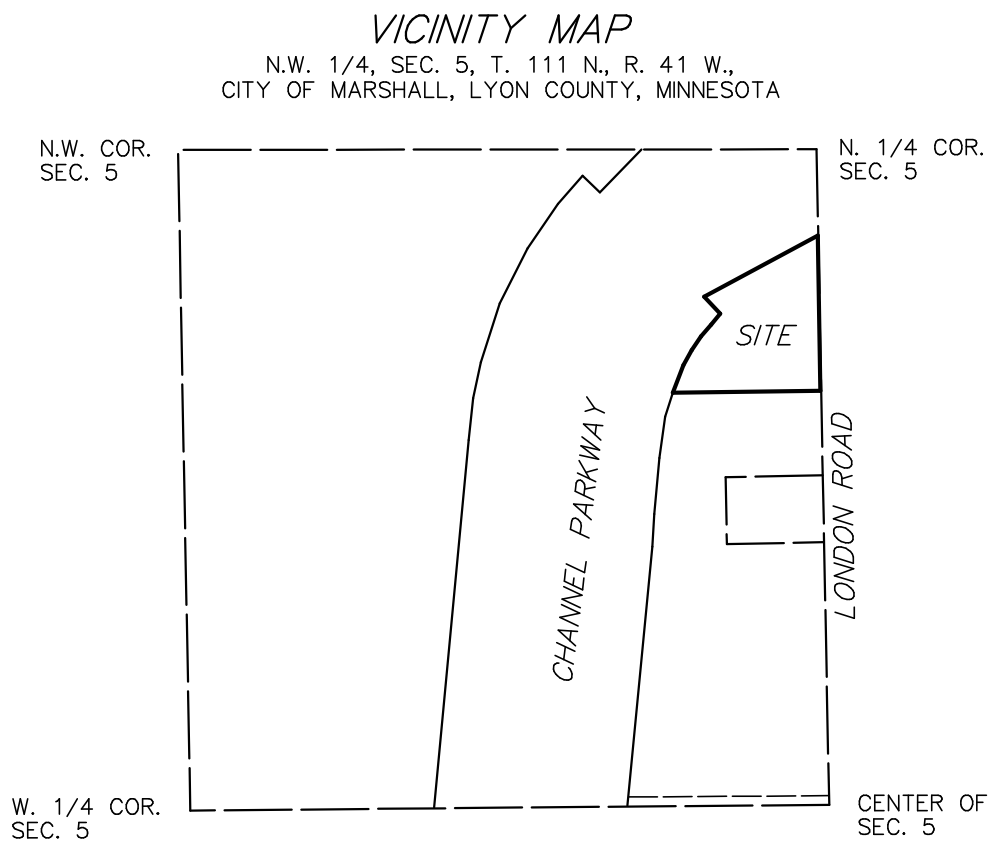 VICINITY MAP
N.W. 1/4, SEC. 5, T. 111 N., R. 41 W.,
CITY OF MARSHALL, LYON COUNTY, MINNESOTA
N.W. COR.
SEC. 5
N. 1/4 COR.
SEC. 5
SITE
CHANNEL PARKWAY
LONDON ROAD
W. 1/4 COR.
SEC. 5
CENTER OF
SEC. 5